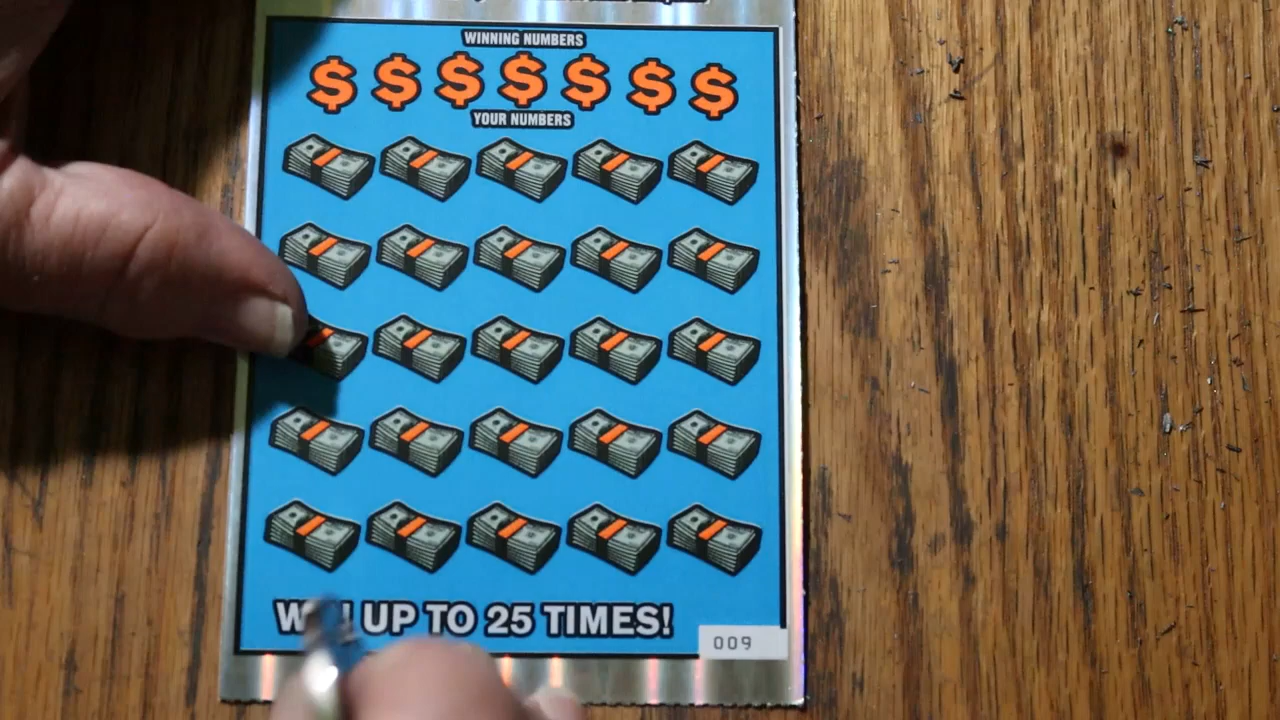 WINNING NUMBERS
$ $ $ $ $ $ $
YOUR NUMBERS
UP TO 25 TIMES!
009